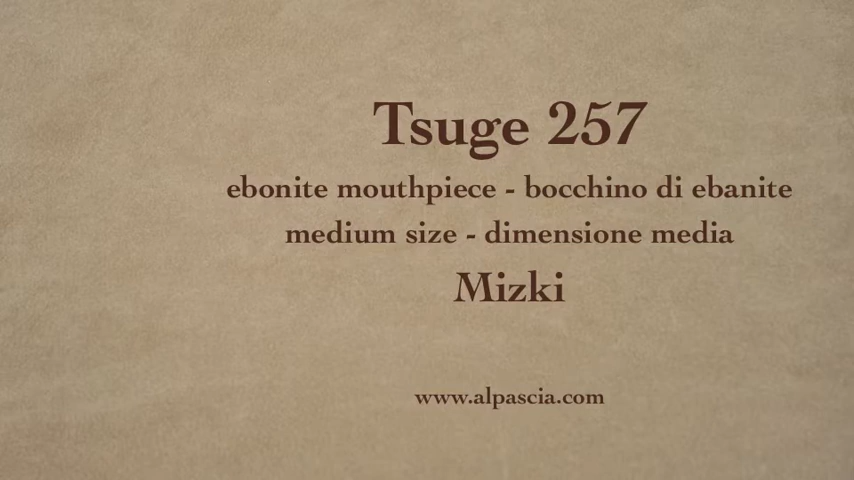 Tsuge 257
ebonite mouthpiece - bocchino di ebanite
medium size - dimensione media
Mizki
www.alpascia.com